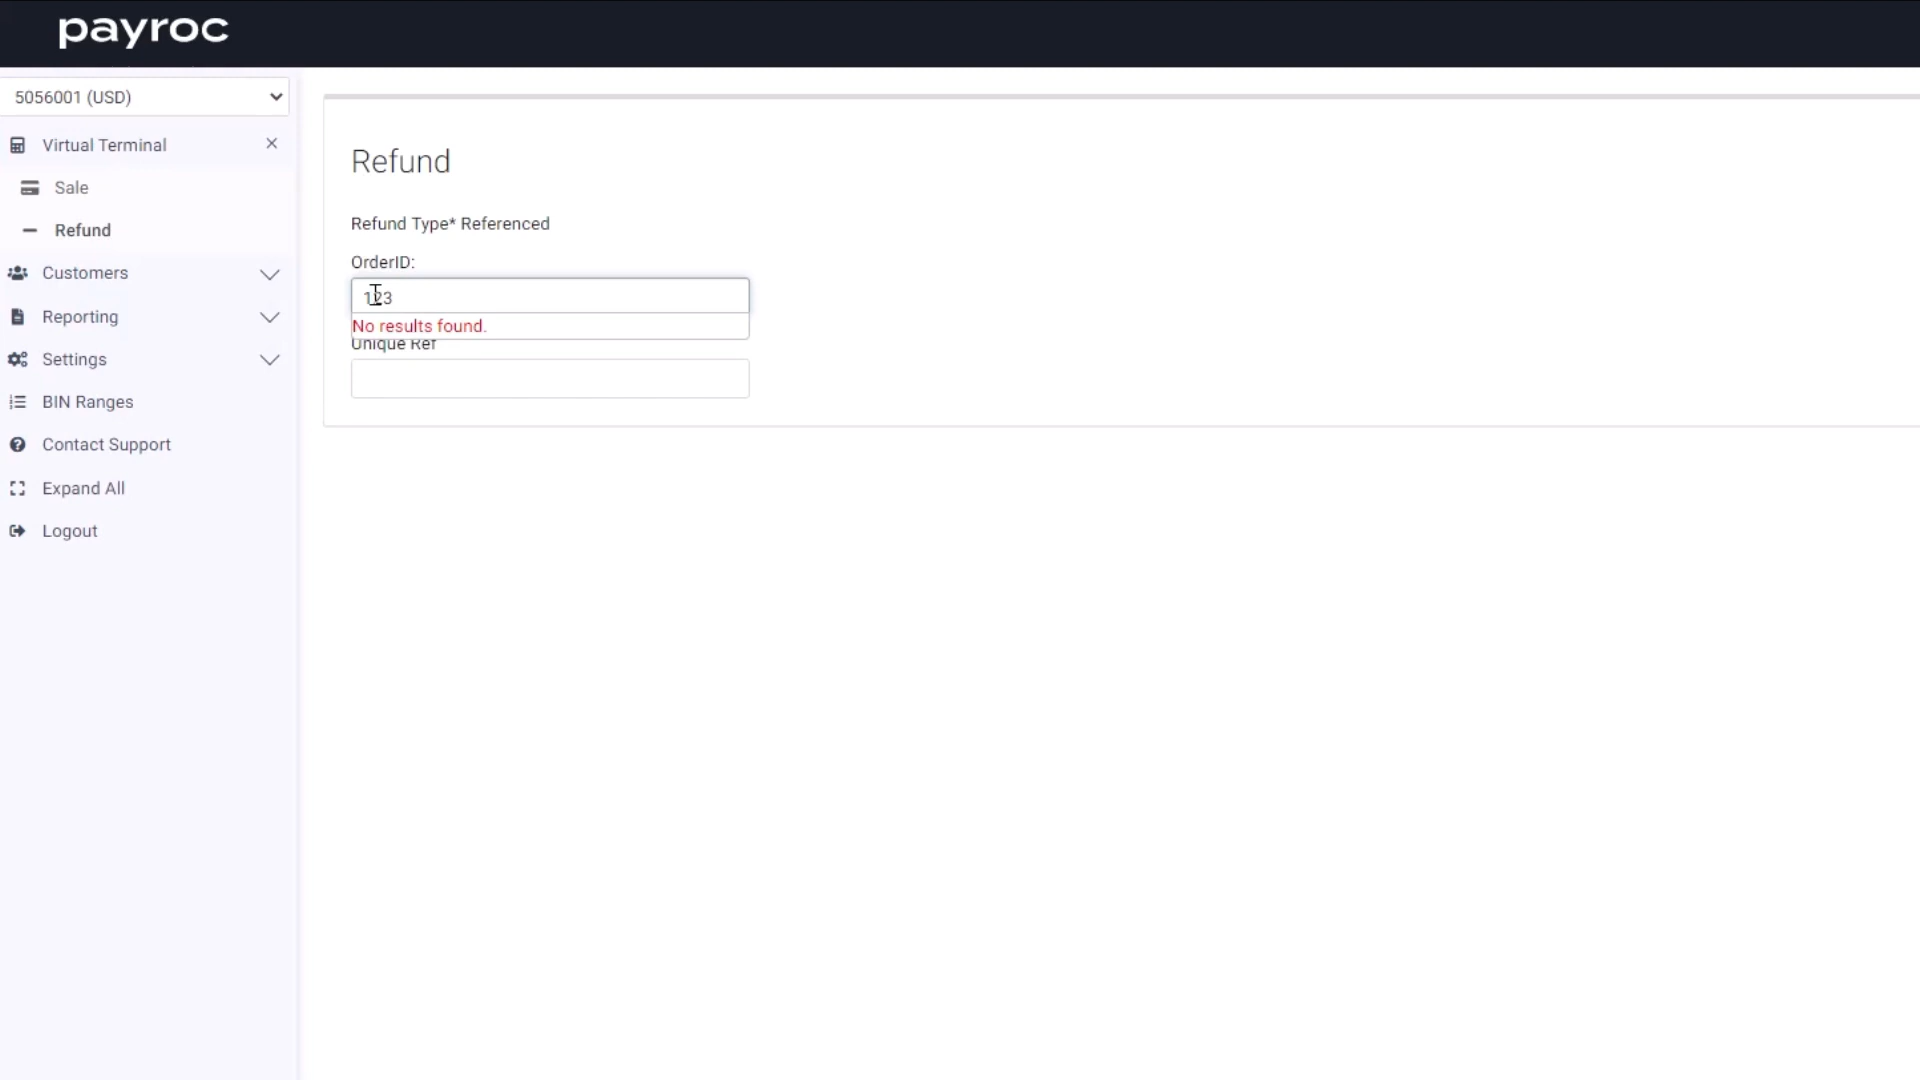 payroc
5056001 (USD)
Virtual Terminal
Sale
Refund
Customers
Reporting
Settings
BIN Ranges
Contact Support
Expand All
Logout
Refund
Refund Type* Referenced
OrderID:
123
No results found.
Unique Ref